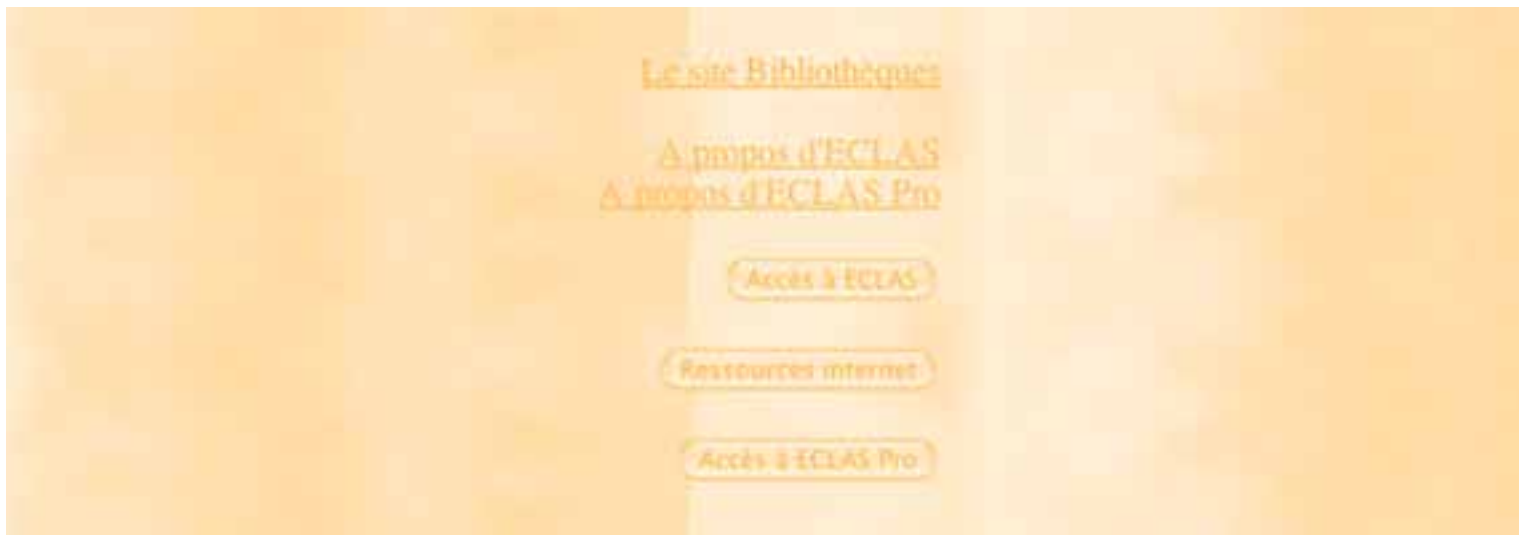 Le site Bibliothèques
A propos d'ECLAS
A propos d'ECLAS Pro
Accès à ECLAS
Ressources internet
Accès à ECLAS Pro